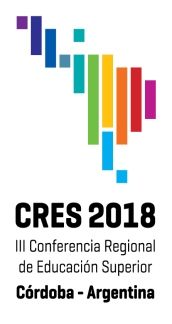 CRES 2018
III Conferencia Regional
de Educación Superior
Córdoba - Argentina